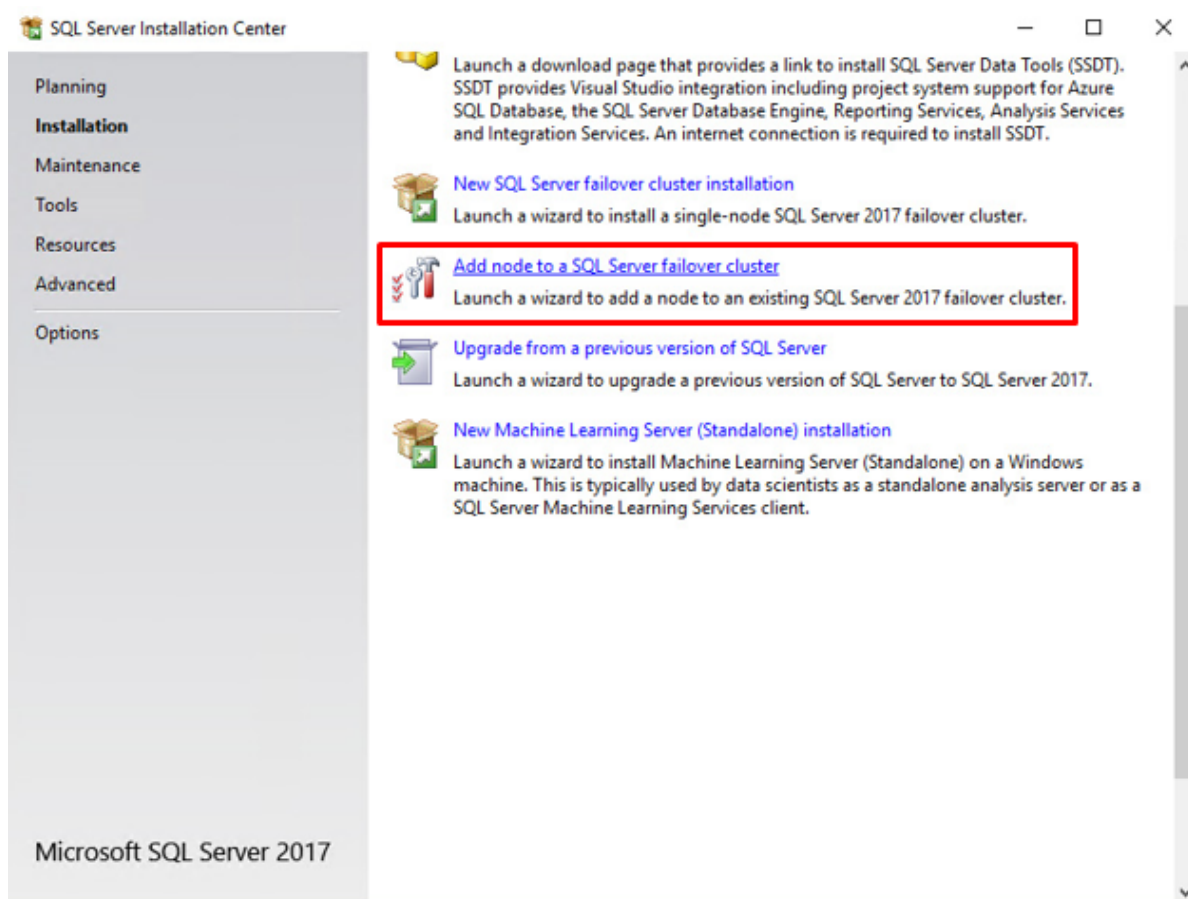 SQL Server Installation Center
Planning
Installation
Maintenance
Tools
Resources
Advanced
Options
Microsoft SQL Server 2017
Launch a download page that provides a link to install SQL Server Data Tools (SSDT).
SSDT provides Visual Studio integration including project system support for Azure
SQL Database, the SQL Server Database Engine, Reporting Services, Analysis Services
and Integration Services. An internet connection is required to install SSDT.
New SQL Server failover cluster installation
Launch a wizard to install a single-node SQL Server 2017 failover cluster.
Add node to a SQL Server failover cluster
Launch a wizard to add a node to an existing SQL Server 2017 failover cluster.
Upgrade from a previous version of SQL Server
Launch a wizard to upgrade a previous version of SQL Server to SQL Server 2017.
New Machine Learning Server (Standalone) installation
Launch a wizard to install Machine Learning Server (Standalone) on a Windows
machine. This is typically used by data scientists as a standalone analysis server or as a
SQL Server Machine Learning Services client.